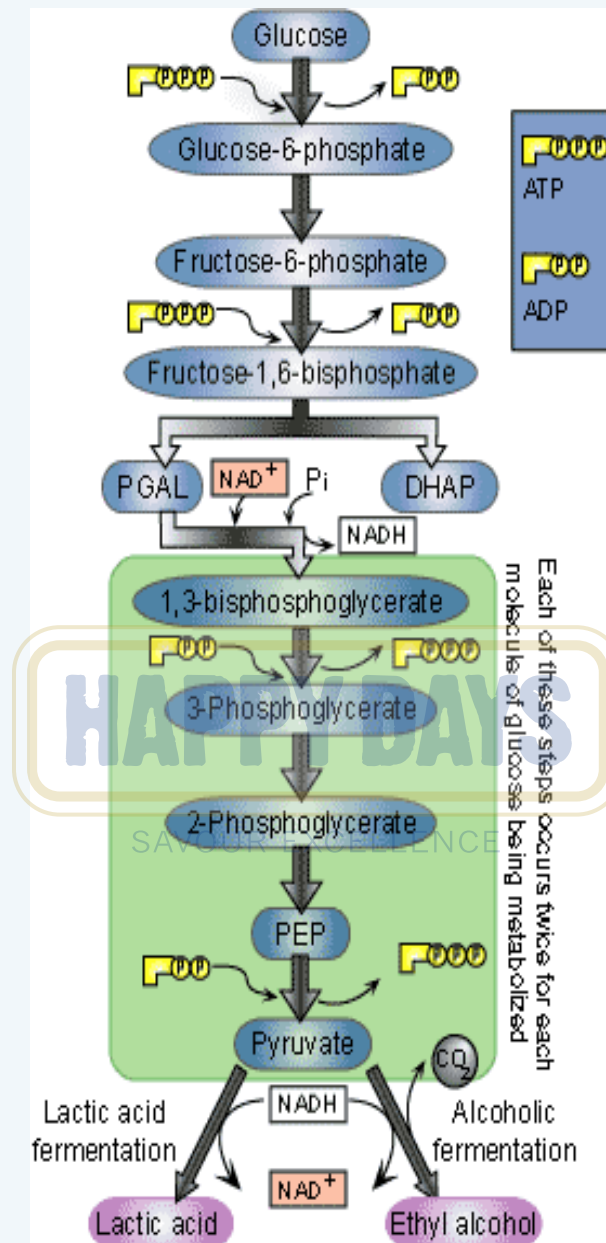 Glucose
P P P
P P
Glucose-6-phosphate
P P P
ATP
Fructose-6-phosphate
P P
ADP
P P P
P P
Fructose-1,6-bisphosphate
PGAL
NAD+
Pi
DHAP
NADH
Each of these steps occurs twice for each
molecule of glucose being metabolized
1,3-bisphosphoglycerate
P P
P P P
3-Phosphoglycerate
HAPPY DAYS
2-Phosphoglycerate
SAVOUR EXCELLENCE
PEP
P P
P P P
Pyruvate
CO2
Lactic acid
fermentation
NADH
Alcoholic
fermentation
NAD+
Lactic acid
Ethyl alcohol